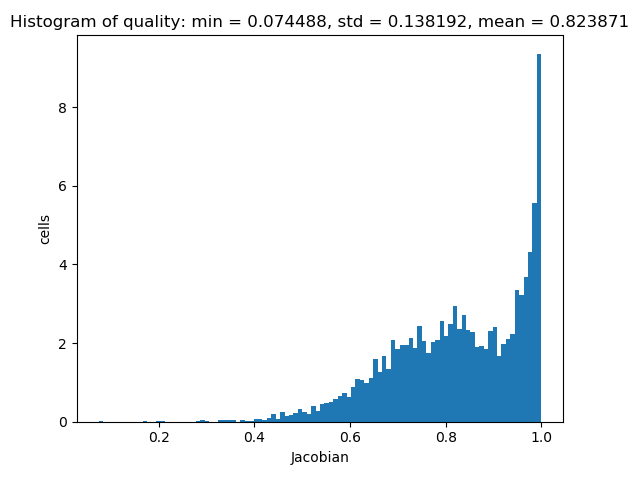 Histogram of quality: min = 0.074488, std = 0.138192, mean = 0.823871
8
6
4
2
0
cells
0.2 0.4 0.6 0.8 1.0
Jacobian